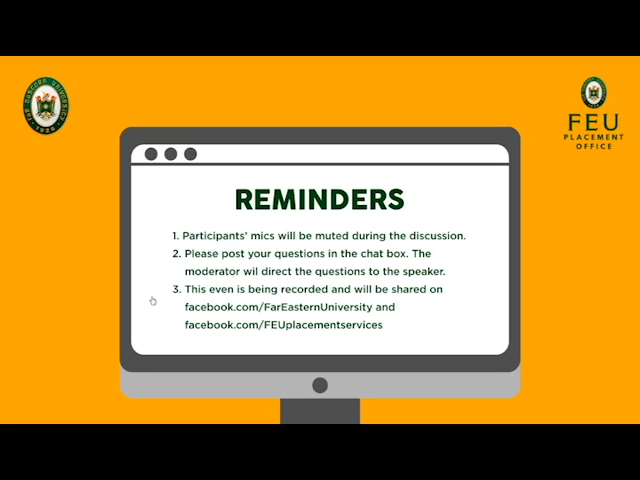 FEU
PLACEMENT
OFFICE
REMINDERS
1. Participants' mics will be muted during the discussion.
2. Please post your questions in the chat box. The
moderator wil direct the questions to the speaker.
3. This even is being recorded and will be shared on
facebook.com/FarEasternUniversity and
facebook.com/FEUplacementservices